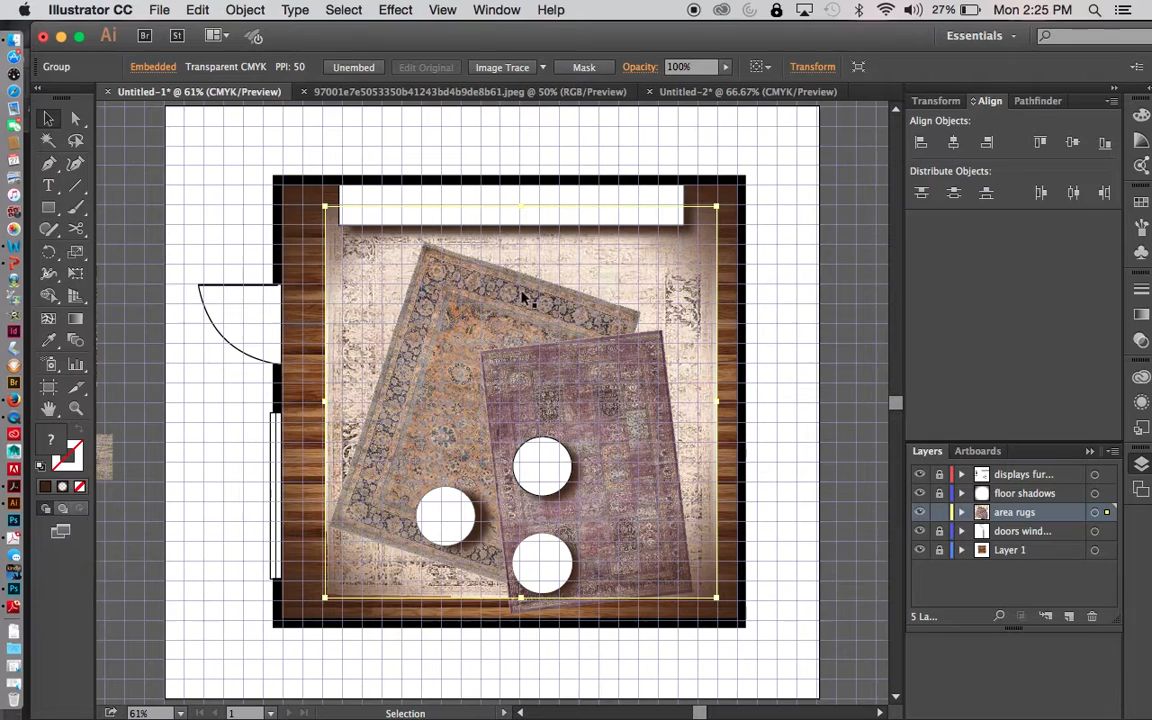 Illustrator CC File Edit Object Type Select Effect View Window Help 27% Mon 2:25 PM
Ai Br St Essentials
Group Embedded Transparent CMYK PPI: 50 Unembed Edit Original Image Trace Mask Opacity: 100% Transform
Untitled-1* @ 61% (CMYK/Preview) 97001e7e5053350b41243bd4b9de8b61.jpeg @ 50% (RGB/Preview) Untitled-2* @ 66.67% (CMYK/Preview)
Transform Align Pathfinder
Align Objects:
Distribute Objects:
?
Layers Artboards
displays fur...
floor shadows
area rugs
doors wind...
Layer 1
5 La...
61% 1 Selection